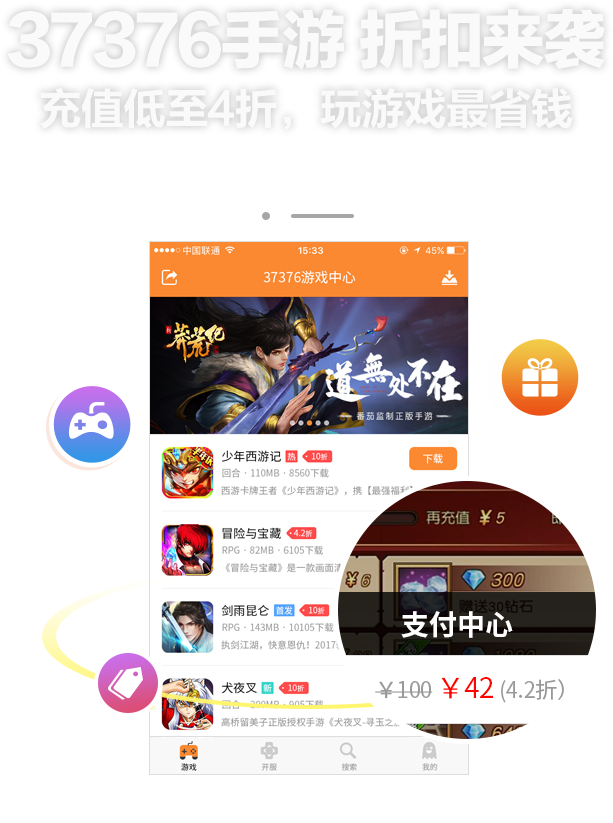 37376手游 折扣来袭
充值低至4折，玩游戏最省钱
中国联通 15:33 45%
37376游戏中心
莽荒纪
道無處不在
番茄监制正版手游
少年西游记 热 10折
下载
回合 · 110MB · 8560下载
西游卡牌王者《少年西游记》，携【最强福利
冒险与宝藏 4.2折
RPG · 82MB · 6105下载
《冒险与宝藏》是一款画面清
剑雨昆仑 首发 10折
RPG · 143MB · 10105下载
执剑江湖，快意恩仇！2017
犬夜叉 新 10折
回合 · 200MB · 905下载
高桥留美子正版授权手游《犬夜叉-寻玉之旅
再充值 ¥ 5
¥ 6
300
赠送30钻石
支付中心
¥100 ¥42 (4.2折)
游戏 开服 搜索 我的